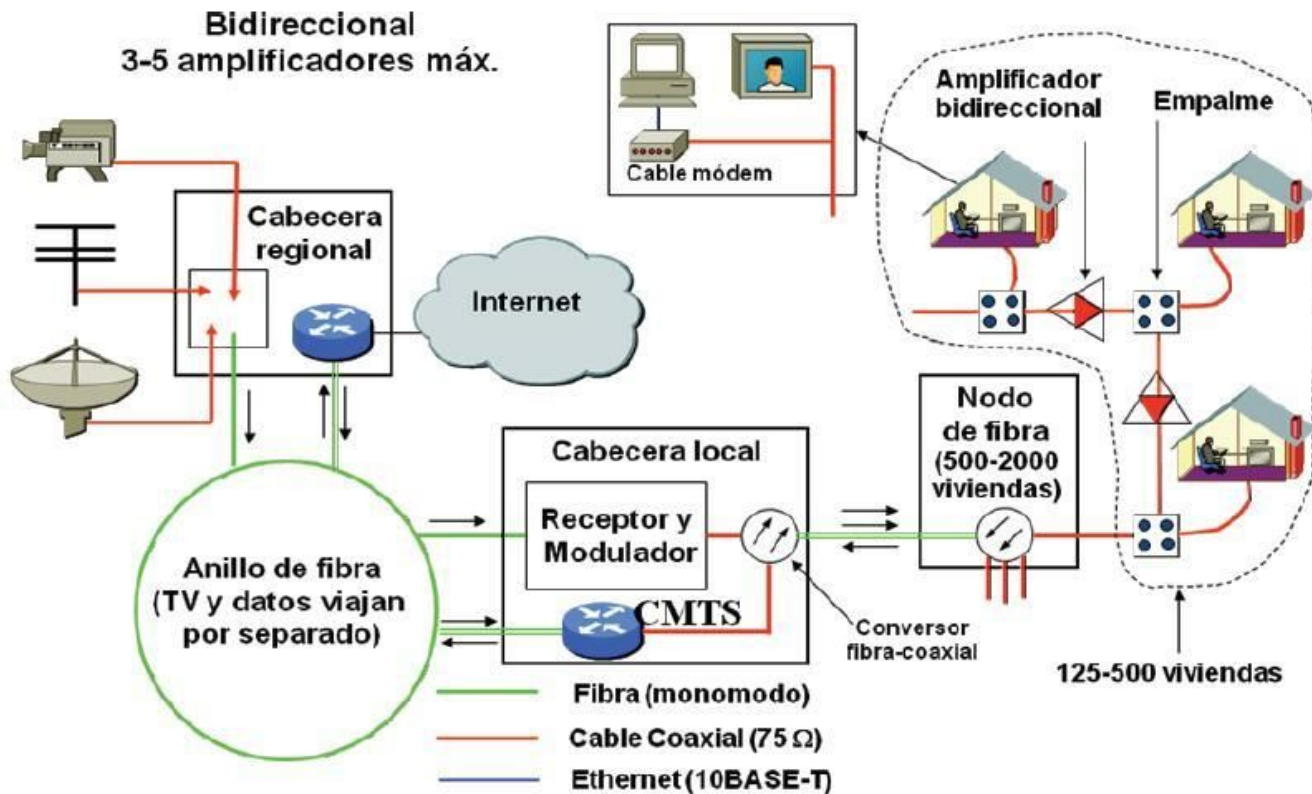 Bidireccional
3-5 amplificadores máx.
Cabecera
regional
Internet
Cable módem
Amplificador
bidireccional
Empalme
Nodo
de fibra
(500-2000
viviendas)
Cabecera local
Receptor y
Modulador
CMTS
Anillo de fibra
(TV y datos viajan
por separado)
Conversor
fibra-coaxial
125-500 viviendas
Fibra (monomodo)
Cable Coaxial (75 Ω)
Ethernet (10BASE-T)